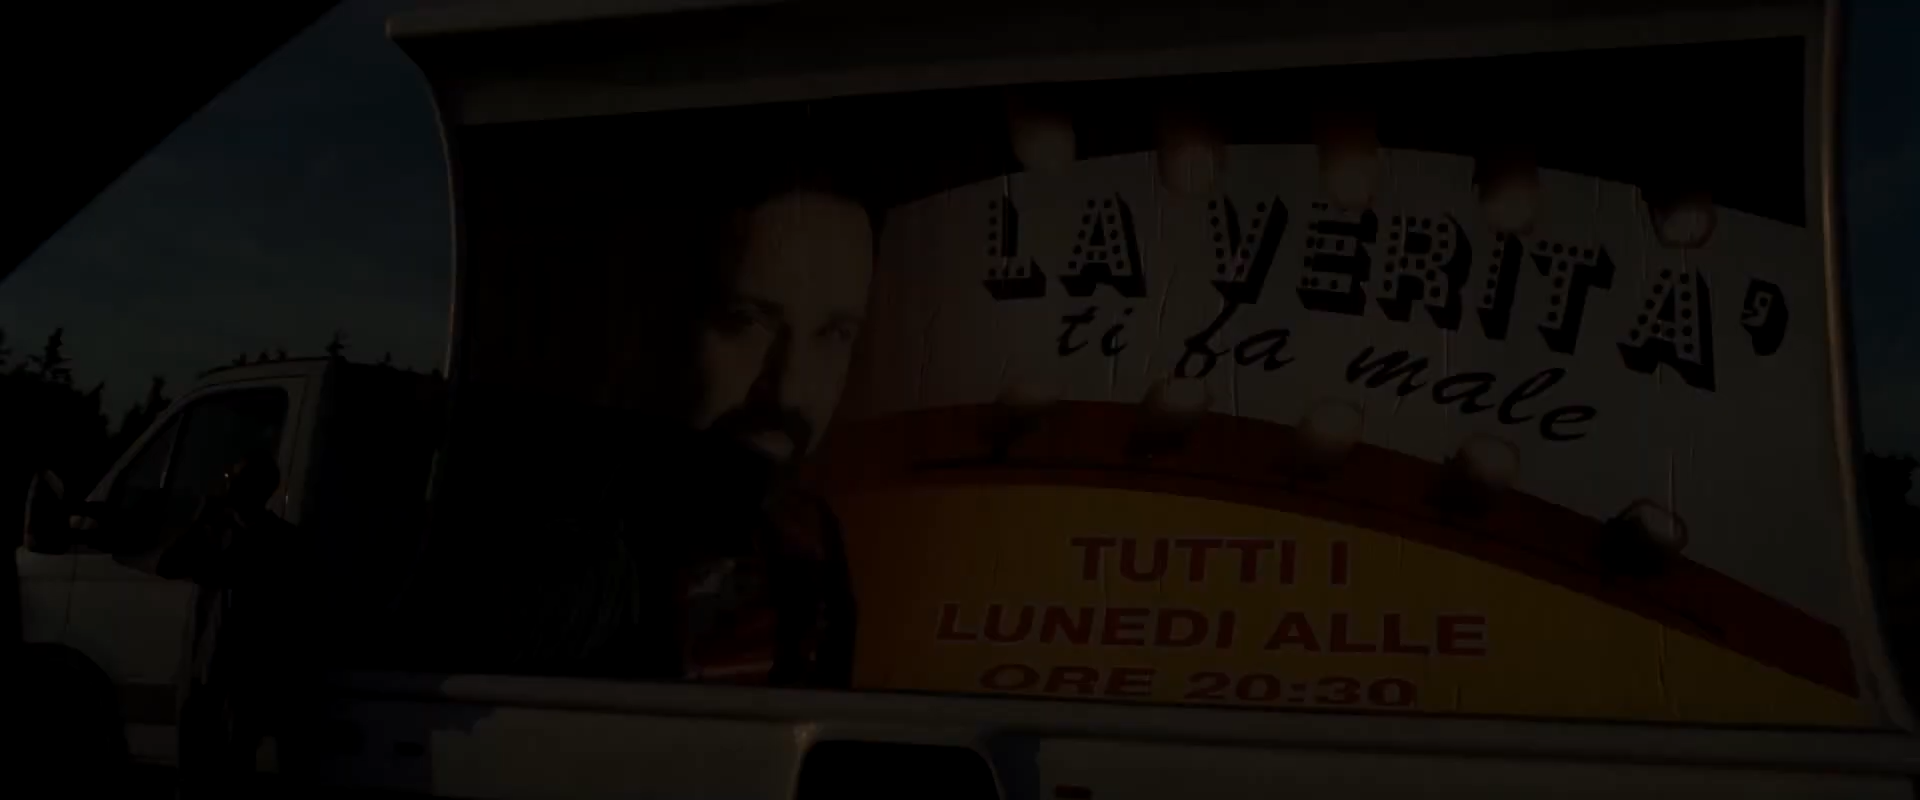 LA VERITA'
ti fa male
TUTTI I
LUNEDI ALLE
ORE 20:30